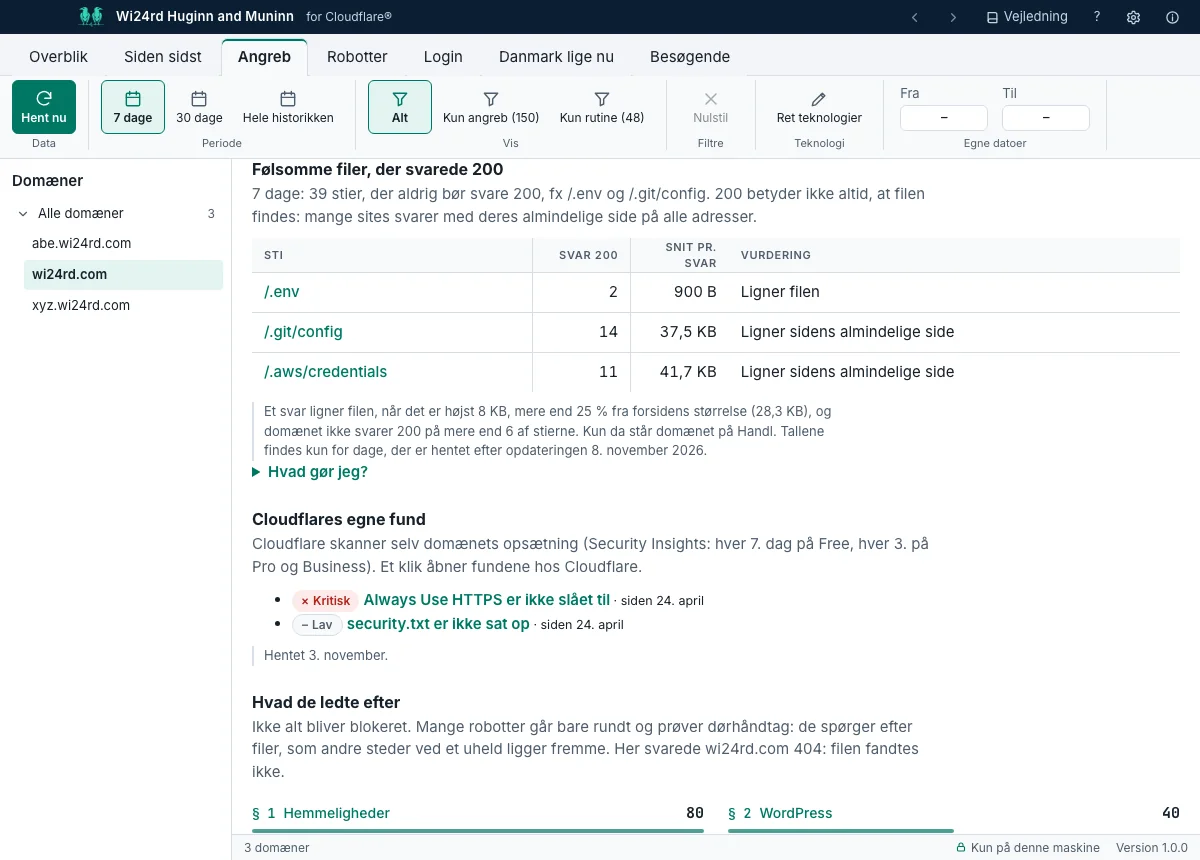 Wi24rd Huginn and Muninn for Cloudflare®
Vejledning ?
Overblik Siden sidst Angreb Robotter Login Danmark lige nu Besøgende
Hent nu
Data
7 dage 30 dage Hele historikken
Periode
Alt Kun angreb (150) Kun rutine (48)
Vis
Nulstil
Filtre
Ret teknologier
Teknologi
Fra Til
– –
Egne datoer
Domæner
Alle domæner 3
abe.wi24rd.com
wi24rd.com
xyz.wi24rd.com
Følsomme filer, der svarede 200
7 dage: 39 stier, der aldrig bør svare 200, fx /.env og /.git/config. 200 betyder ikke altid, at filen
findes: mange sites svarer med deres almindelige side på alle adresser.
STI SVAR 200 SNIT PR. SVAR VURDERING
/.env 2 900 B Ligner filen
/.git/config 14 37,5 KB Ligner sidens almindelige side
/.aws/credentials 11 41,7 KB Ligner sidens almindelige side
Et svar ligner filen, når det er højst 8 KB, mere end 25 % fra forsidens størrelse (28,3 KB), og
domænet ikke svarer 200 på mere end 6 af stierne. Kun da står domænet på Handl. Tallene
findes kun for dage, der er hentet efter opdateringen 8. november 2026.
Hvad gør jeg?
Cloudflares egne fund
Cloudflare skanner selv domænets opsætning (Security Insights: hver 7. dag på Free, hver 3. på
Pro og Business). Et klik åbner fundene hos Cloudflare.
× Kritisk Always Use HTTPS er ikke slået til · siden 24. april
– Lav security.txt er ikke sat op · siden 24. april
Hentet 3. november.
Hvad de ledte efter
Ikke alt bliver blokeret. Mange robotter går bare rundt og prøver dørhåndtag: de spørger efter
filer, som andre steder ved et uheld ligger fremme. Her svarede wi24rd.com 404: filen fandtes
ikke.
§ 1 Hemmeligheder 80 § 2 WordPress 40
3 domæner Kun på denne maskine Version 1.0.0